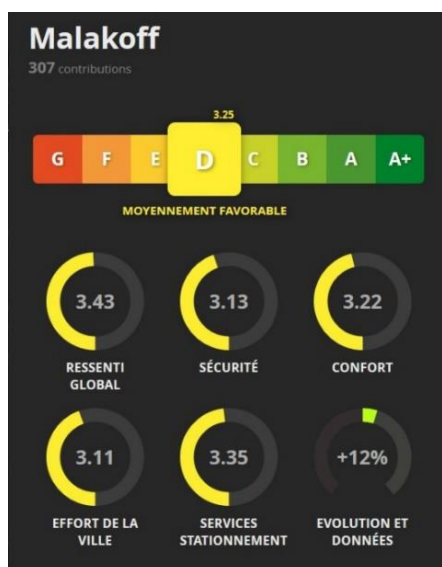 Malakoff
307 contributions
3.25
G F E D C B A A+
MOYENNEMENT FAVORABLE
3.43 3.13 3.22
RESSENTI GLOBAL
SÉCURITÉ
CONFORT
3.11 3.35 +12%
EFFORT DE LA VILLE
SERVICES STATIONNEMENT
EVOLUTION ET DONNÉES